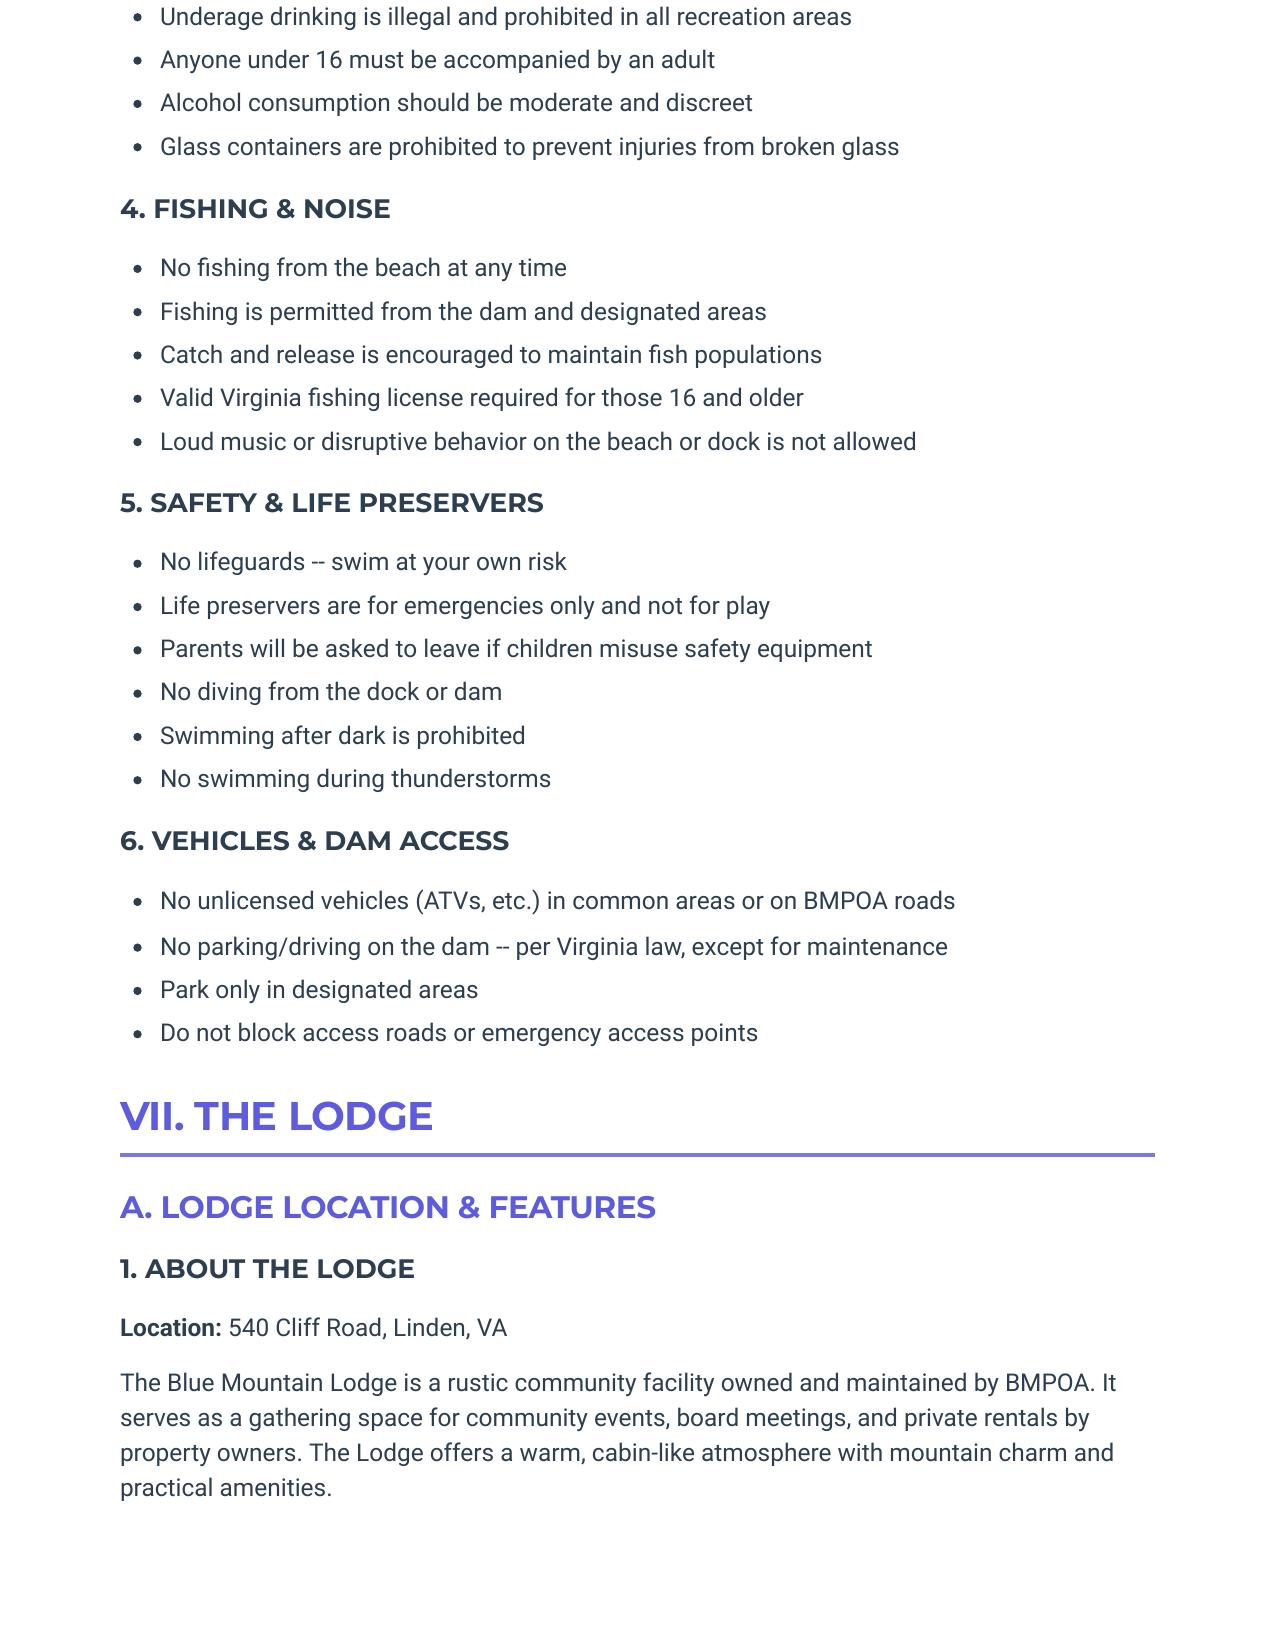 • Underage drinking is illegal and prohibited in all recreation areas
• Anyone under 16 must be accompanied by an adult
• Alcohol consumption should be moderate and discreet
• Glass containers are prohibited to prevent injuries from broken glass
4. FISHING & NOISE
• No fishing from the beach at any time
• Fishing is permitted from the dam and designated areas
• Catch and release is encouraged to maintain fish populations
• Valid Virginia fishing license required for those 16 and older
• Loud music or disruptive behavior on the beach or dock is not allowed
5. SAFETY & LIFE PRESERVERS
• No lifeguards -- swim at your own risk
• Life preservers are for emergencies only and not for play
• Parents will be asked to leave if children misuse safety equipment
• No diving from the dock or dam
• Swimming after dark is prohibited
• No swimming during thunderstorms
6. VEHICLES & DAM ACCESS
• No unlicensed vehicles (ATVs, etc.) in common areas or on BMPOA roads
• No parking/driving on the dam -- per Virginia law, except for maintenance
• Park only in designated areas
• Do not block access roads or emergency access points
VII. THE LODGE
A. LODGE LOCATION & FEATURES
1. ABOUT THE LODGE
Location: 540 Cliff Road, Linden, VA
The Blue Mountain Lodge is a rustic community facility owned and maintained by BMPOA. It
serves as a gathering space for community events, board meetings, and private rentals by
property owners. The Lodge offers a warm, cabin-like atmosphere with mountain charm and
practical amenities.